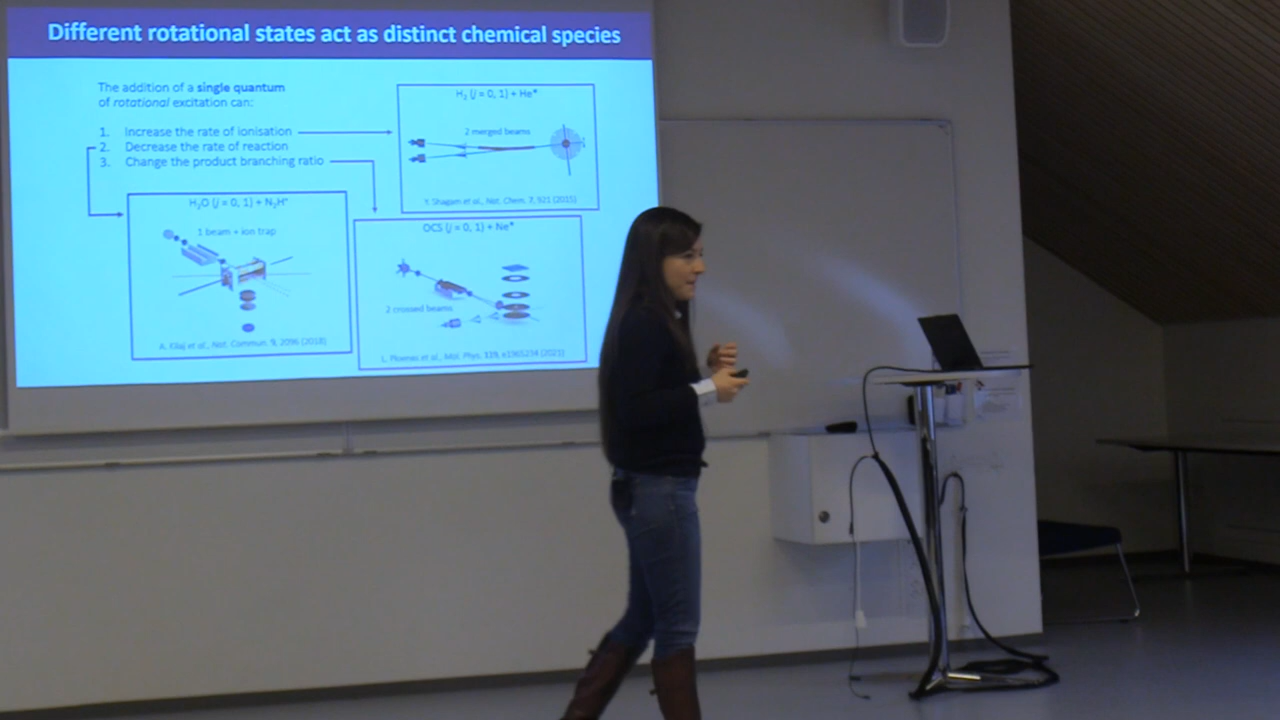 Different rotational states act as distinct chemical species
The addition of a single quantum
of rotational excitation can:
1. Increase the rate of ionisation
2. Decrease the rate of reaction
3. Change the product branching ratio
H₂ (j = 0, 1) + He*
2 merged beams
Y. Shagam et al., Nat. Chem. 7, 921 (2015)
H₂O (j = 0, 1) + N₂H⁺
1 beam + ion trap
A. Kilaj et al., Nat. Commun. 9, 2096 (2018)
OCS (j = 0, 1) + Ne*
2 crossed beams
L. Ploenes et al., Mol. Phys. 119, e1965234 (2021)